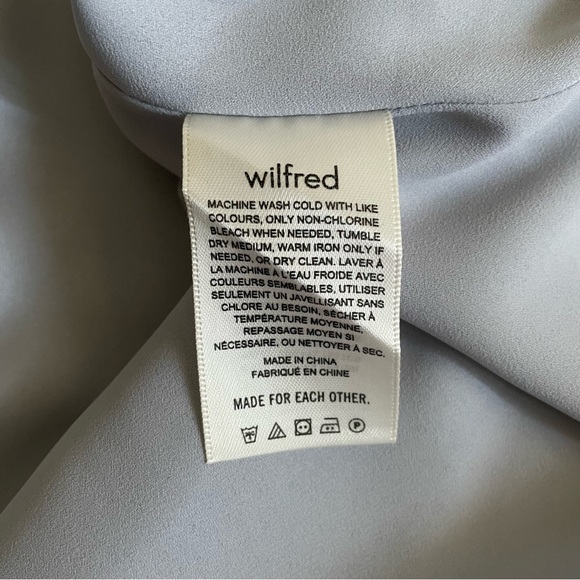 wilfred
MACHINE WASH COLD WITH LIKE
COLOURS, ONLY NON-CHLORINE
BLEACH WHEN NEEDED, TUMBLE
DRY MEDIUM, WARM IRON ONLY IF
NEEDED. OR DRY CLEAN. LAVER À
LA MACHINE À L'EAU FROIDE AVEC
COULEURS SEMBLABLES, UTILISER
SEULEMENT UN JAVELLISANT SANS
CHLORE AU BESOIN, SÉCHER À
TEMPÉRATURE MOYENNE,
REPASSAGE MOYEN SI
NÉCESSAIRE, OU NETTOYER À SEC.
MADE IN CHINA
FABRIQUÉ EN CHINE
MADE FOR EACH OTHER.
30C P